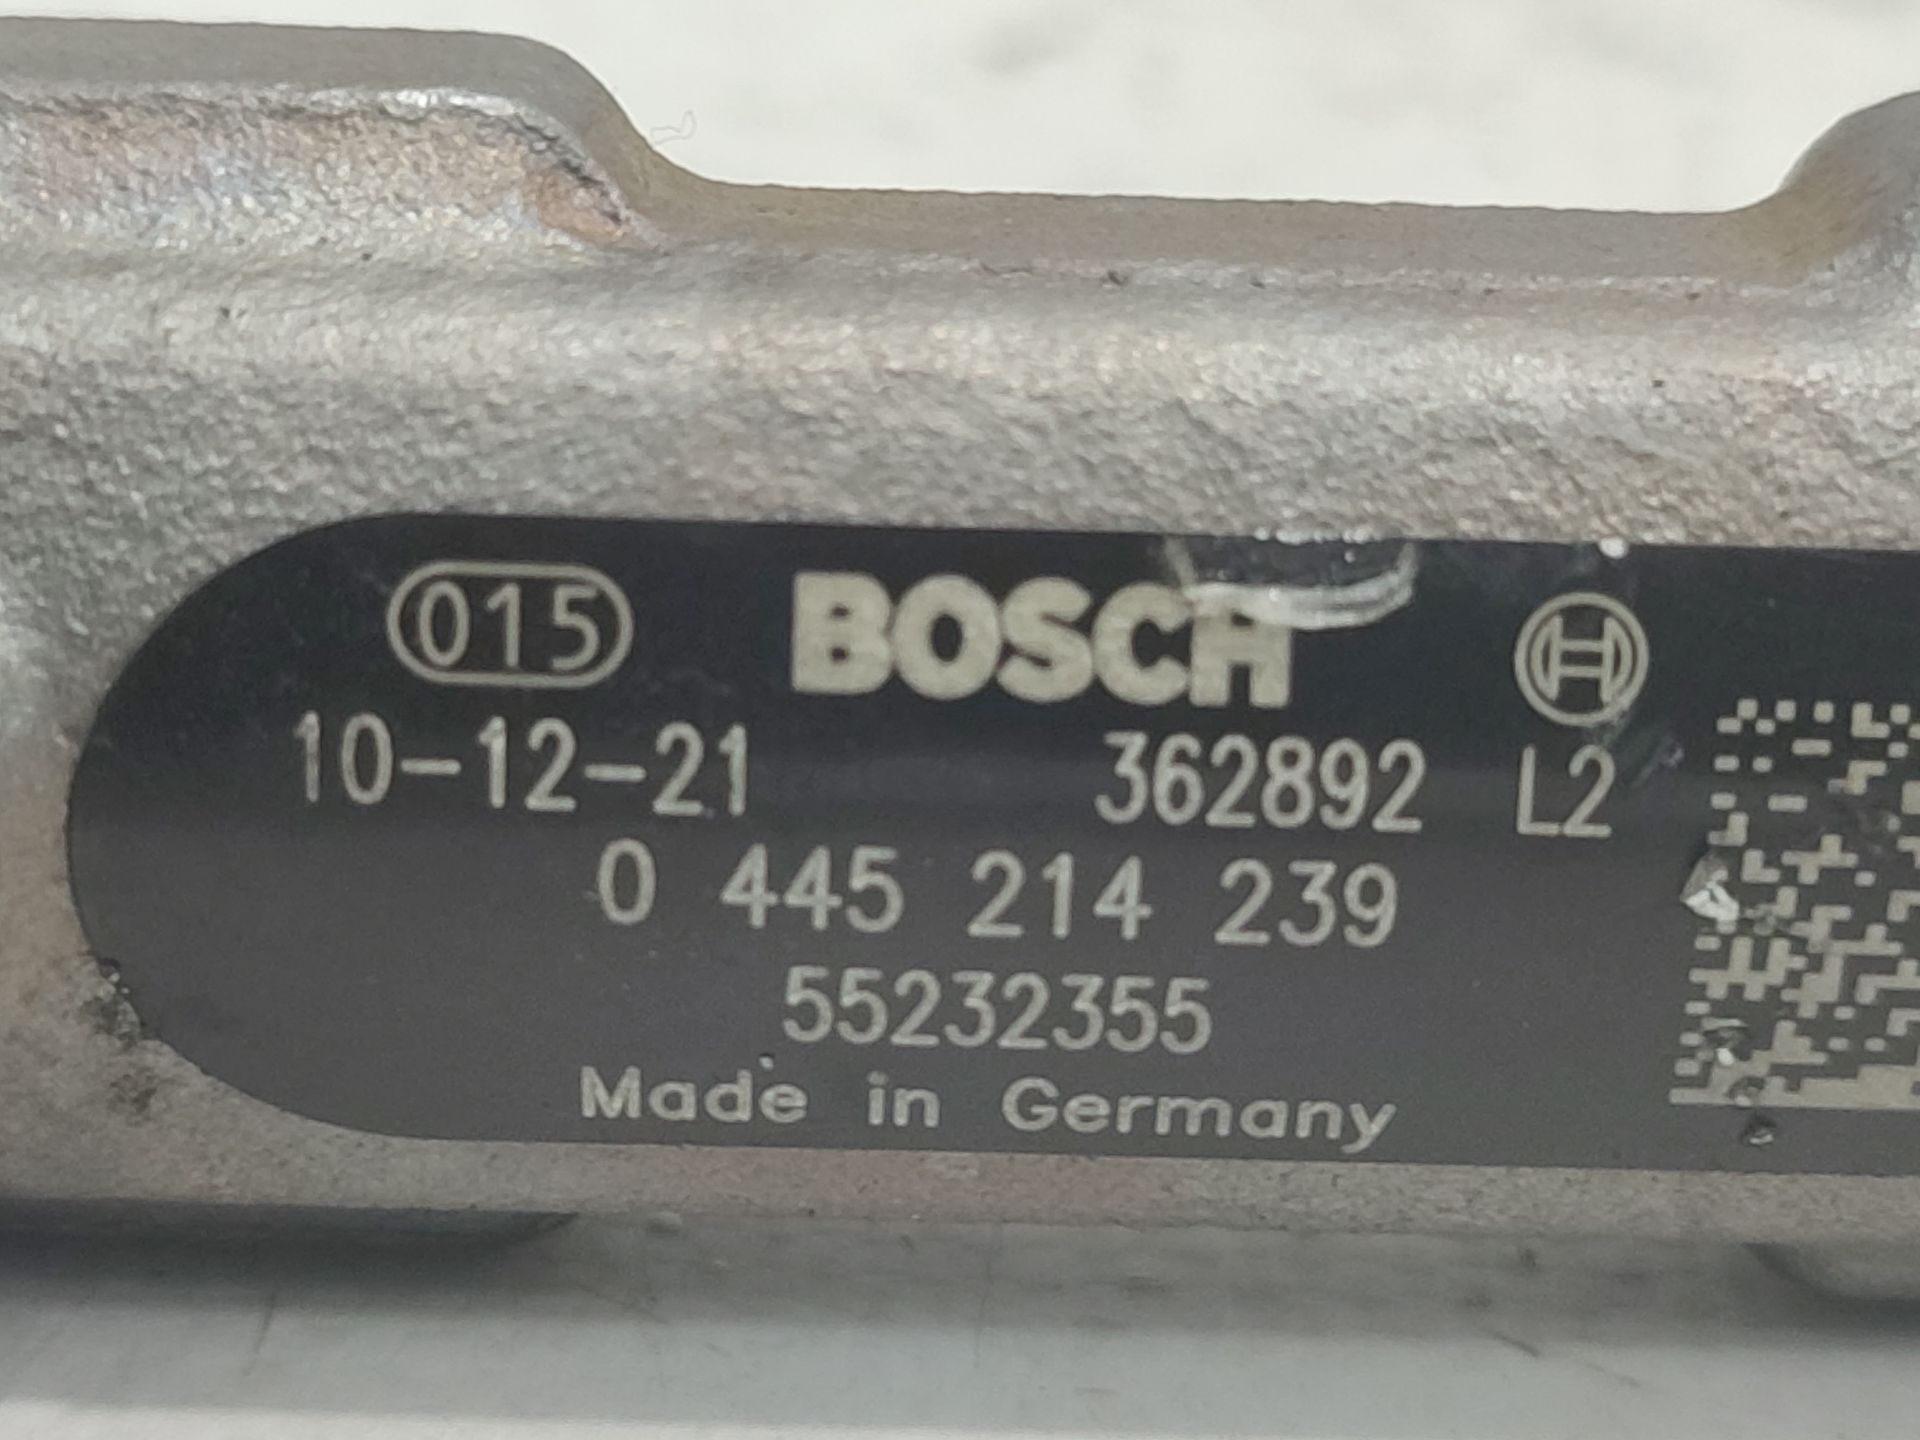 015 BOSCH
10-12-21 362892 L2
0 445 214 239
55232355
Made in Germany